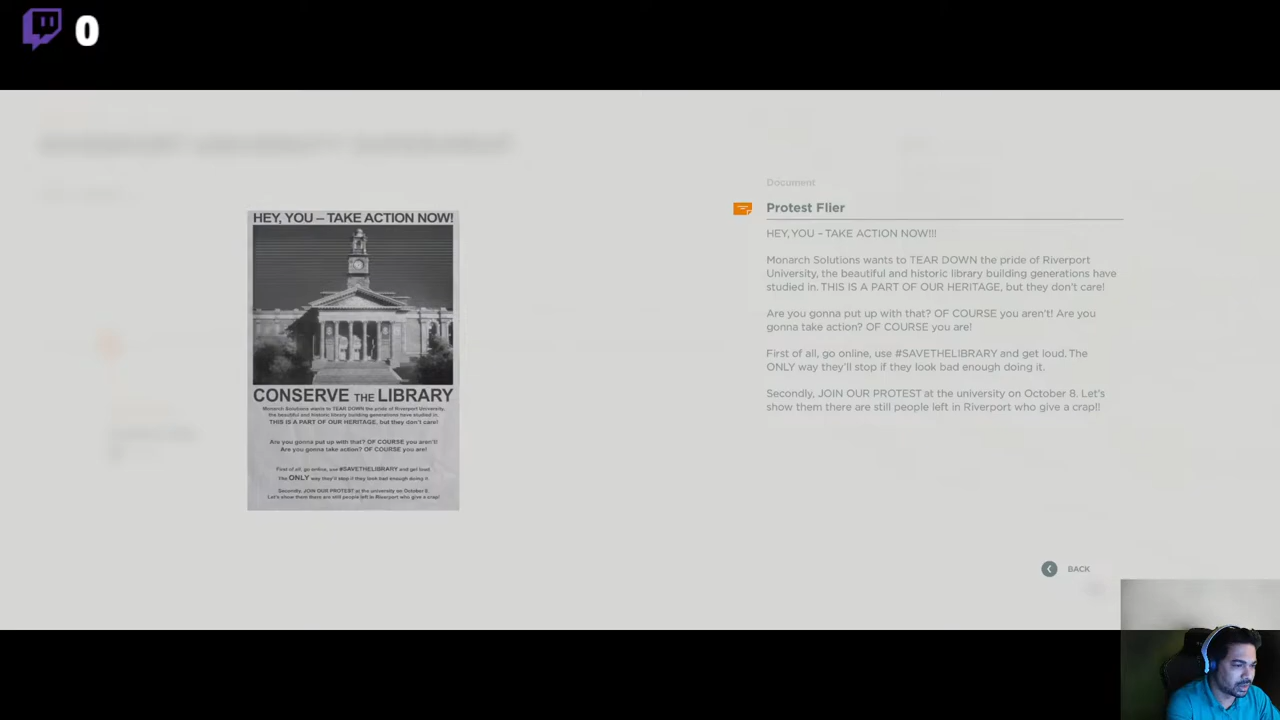 0
HEY, YOU – TAKE ACTION NOW!
CONSERVE THE LIBRARY
Monarch Solutions wants to TEAR DOWN the pride of Riverport University,
the beautiful and historic library building generations have studied in.
THIS IS A PART OF OUR HERITAGE, but they don't care!
Are you gonna put up with that? OF COURSE you aren't!
Are you gonna take action? OF COURSE you are!
First of all, go online, use #SAVETHELIBRARY and get loud.
The ONLY way they'll stop if they look bad enough doing it.
Secondly, JOIN OUR PROTEST at the university on October 8.
Let's show them there are still people left in Riverport who give a crap!
Document
Protest Flier
HEY, YOU – TAKE ACTION NOW!!!
Monarch Solutions wants to TEAR DOWN the pride of Riverport
University, the beautiful and historic library building generations have
studied in. THIS IS A PART OF OUR HERITAGE, but they don't care!
Are you gonna put up with that? OF COURSE you aren't! Are you
gonna take action? OF COURSE you are!
First of all, go online, use #SAVETHELIBRARY and get loud. The
ONLY way they'll stop if they look bad enough doing it.
Secondly, JOIN OUR PROTEST at the university on October 8. Let's
show them there are still people left in Riverport who give a crap!
BACK